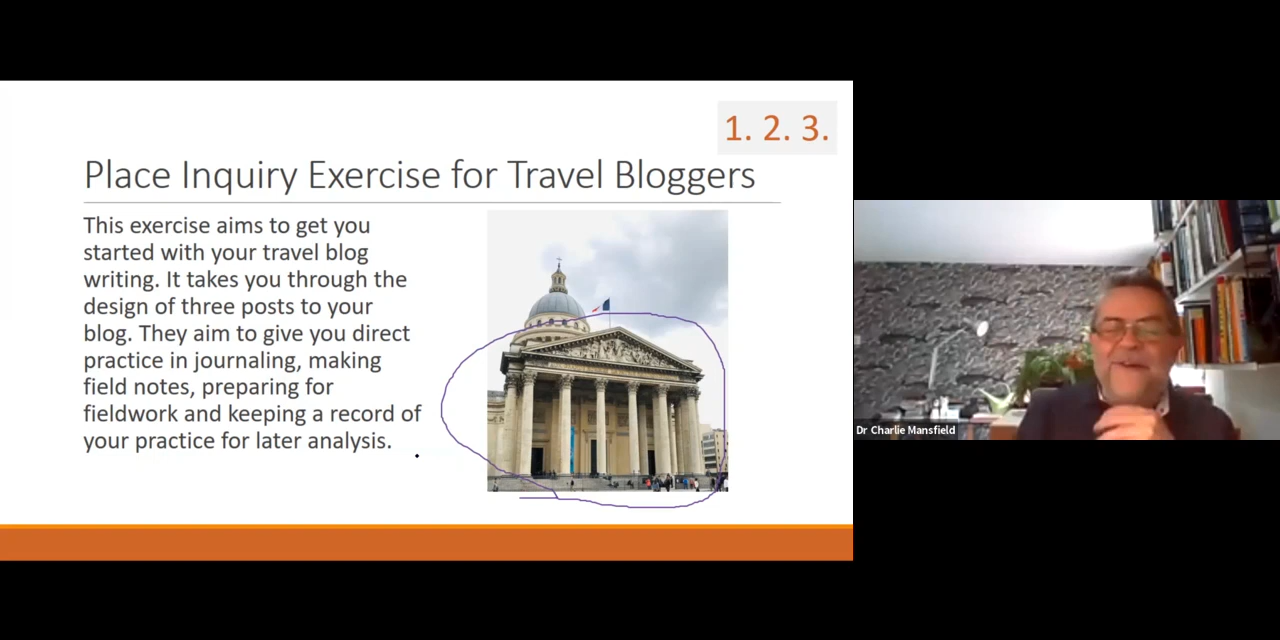 1. 2. 3.
Place Inquiry Exercise for Travel Bloggers
This exercise aims to get you
started with your travel blog
writing. It takes you through the
design of three posts to your
blog. They aim to give you direct
practice in journaling, making
field notes, preparing for
fieldwork and keeping a record of
your practice for later analysis.
Dr Charlie Mansfield